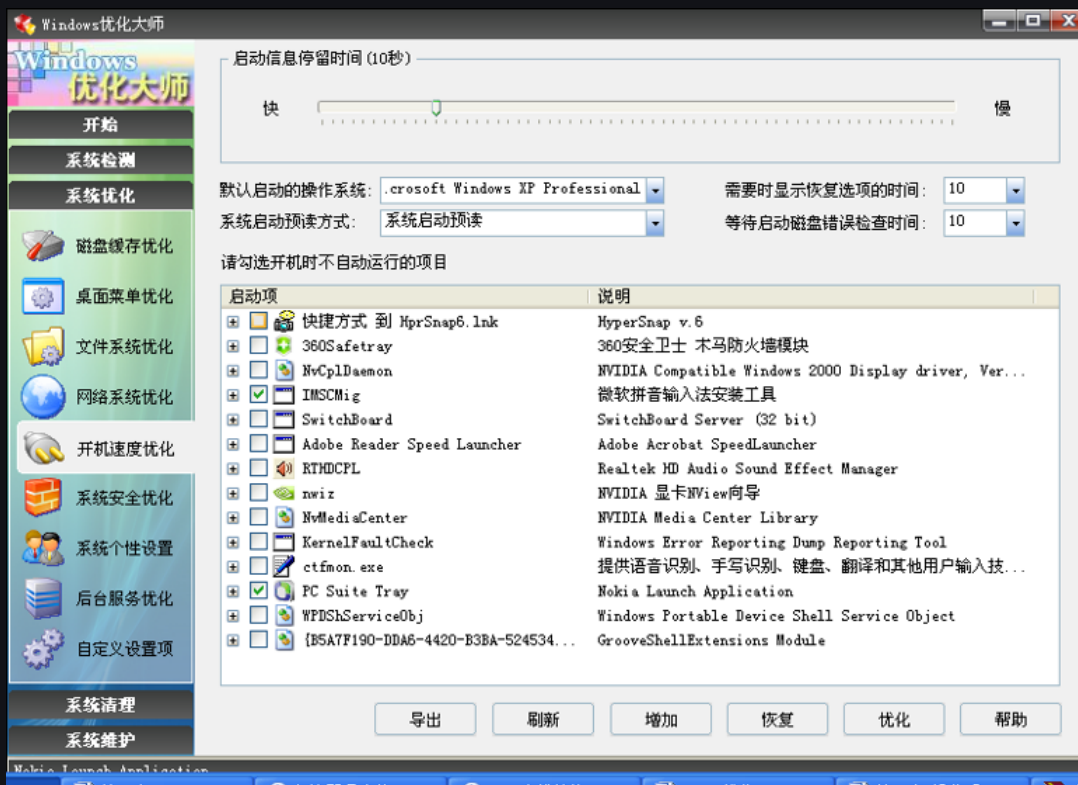 Windows优化大师
Windows
优化大师
开始
系统检测
系统优化
磁盘缓存优化
桌面菜单优化
文件系统优化
网络系统优化
开机速度优化
系统安全优化
系统个性设置
后台服务优化
自定义设置项
系统清理
系统维护
启动信息停留时间(10秒)
快 慢
默认启动的操作系统: .crosoft Windows XP Professional 需要时显示恢复选项的时间: 10
系统启动预读方式: 系统启动预读 等待启动磁盘错误检查时间: 10
请勾选开机时不自动运行的项目
启动项 说明
快捷方式 到 HprSnap6.lnk HyperSnap v.6
360Safetray 360安全卫士 木马防火墙模块
NvCplDaemon NVIDIA Compatible Windows 2000 Display driver, Ver...
IMSCMig 微软拼音输入法安装工具
SwitchBoard SwitchBoard Server (32 bit)
Adobe Reader Speed Launcher Adobe Acrobat SpeedLauncher
RTHDCPL Realtek HD Audio Sound Effect Manager
nwiz NVIDIA 显卡NView向导
NvMediaCenter NVIDIA Media Center Library
KernelFaultCheck Windows Error Reporting Dump Reporting Tool
ctfmon.exe 提供语音识别、手写识别、键盘、翻译和其他用户输入技...
PC Suite Tray Nokia Launch Application
WPDShServiceObj Windows Portable Device Shell Service Object
{B5A7F190-DDA6-4420-B3BA-524534... GrooveShellExtensions Module
导出 刷新 增加 恢复 优化 帮助
Nokia Launch Application